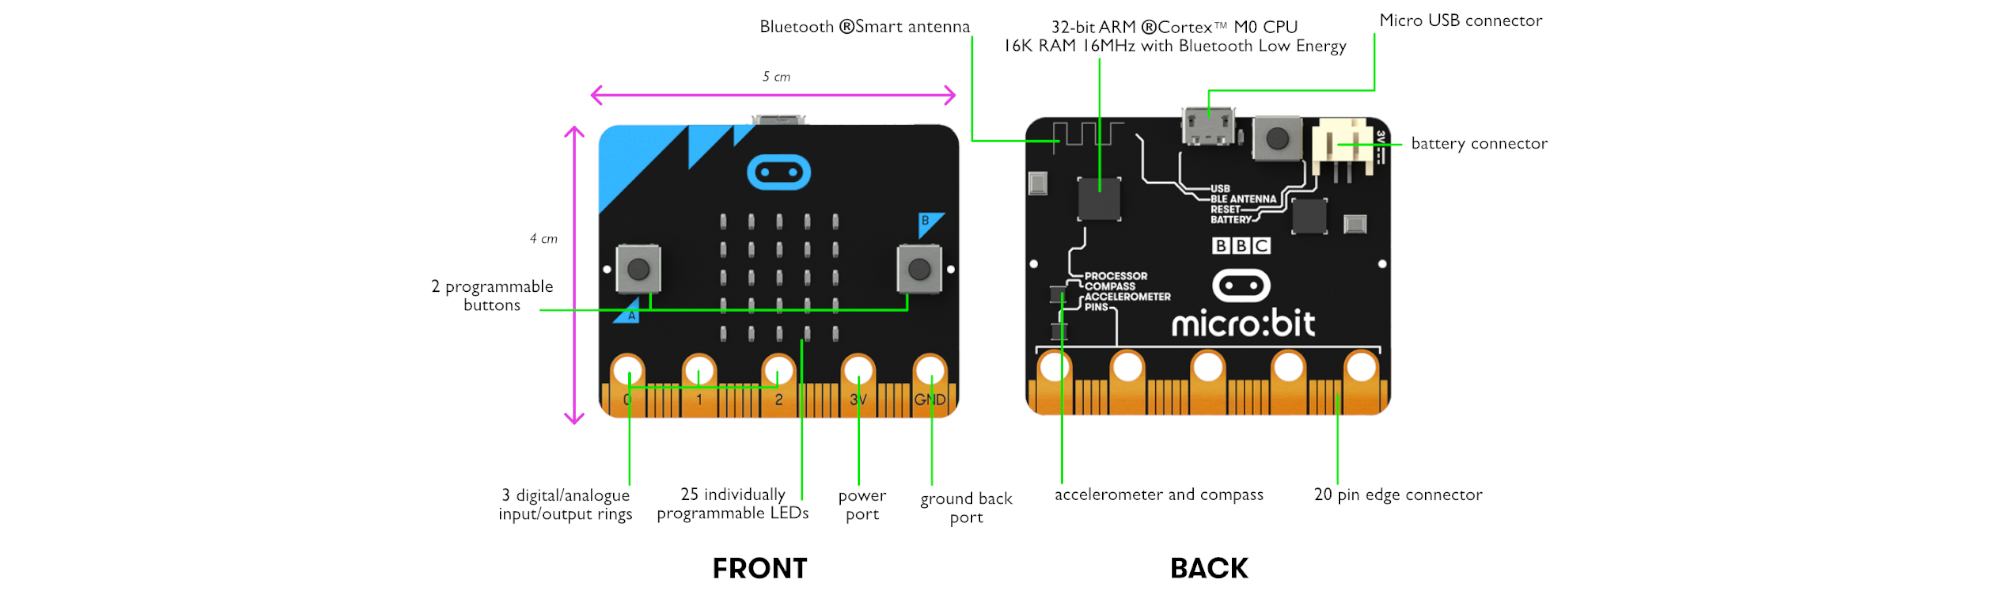 Bluetooth ®Smart antenna
32-bit ARM ®Cortex™ M0 CPU
16K RAM 16MHz with Bluetooth Low Energy
Micro USB connector
5 cm
4 cm
battery connector
3V
B
A
2 programmable
buttons
0
1
2
3V
GND
USB
BLE ANTENNA
RESET
BATTERY
BBC
PROCESSOR
COMPASS
ACCELEROMETER
PINS
micro:bit
3 digital/analogue
input/output rings
25 individually
programmable LEDs
power
port
ground back
port
accelerometer and compass
20 pin edge connector
FRONT
BACK